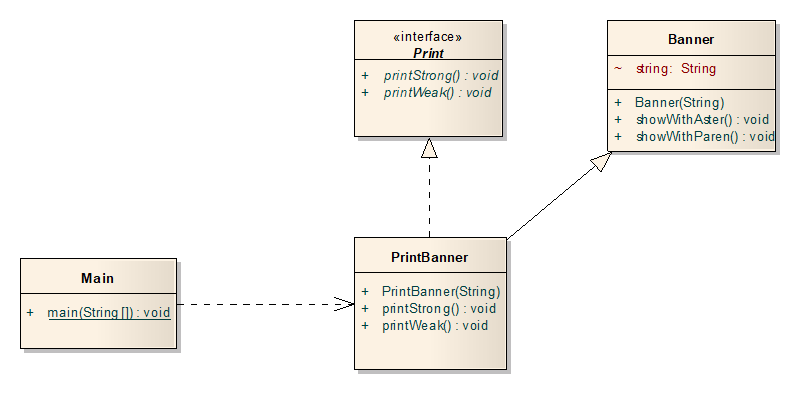 «interface»
Print
+ printStrong() : void
+ printWeak() : void
Banner
~ string: String
+ Banner(String)
+ showWithAster() : void
+ showWithParen() : void
Main
+ main(String[]) : void
PrintBanner
+ PrintBanner(String)
+ printStrong() : void
+ printWeak() : void